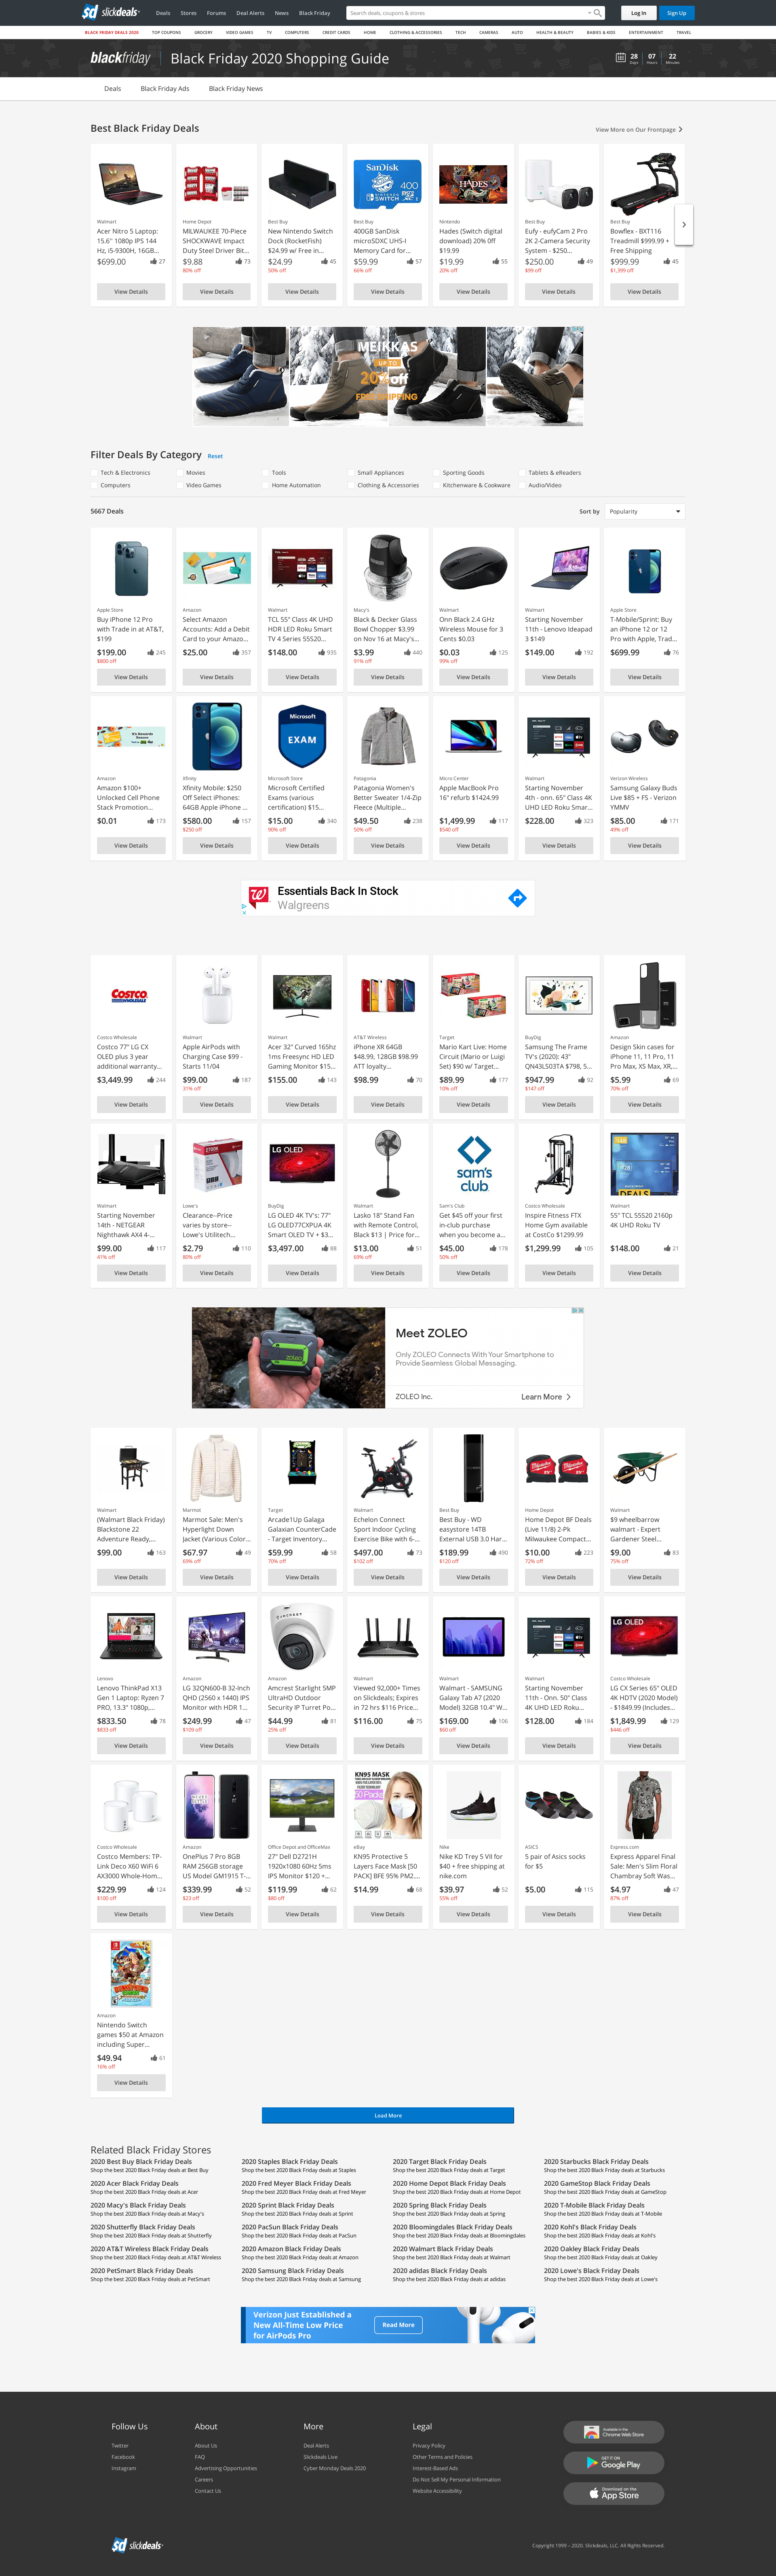 slickdeals
Deals Stores Forums Deal Alerts News Black Friday
Search deals, coupons & stores
Log In Sign Up
BLACK FRIDAY DEALS 2020 TOP COUPONS GROCERY VIDEO GAMES TV COMPUTERS CREDIT CARDS HOME CLOTHING & ACCESSORIES TECH CAMERAS AUTO HEALTH & BEAUTY BABIES & KIDS ENTERTAINMENT TRAVEL
blackfriday Black Friday 2020 Shopping Guide
28 Days 07 Hours 22 Minutes
Deals Black Friday Ads Black Friday News
Best Black Friday Deals
View More on Our Frontpage
Walmart
Acer Nitro 5 Laptop:
15.6" 1080p IPS 144
Hz, i5-9300H, 16GB...
$699.00 27
View Details
Home Depot
MILWAUKEE 70-Piece
SHOCKWAVE Impact
Duty Steel Driver Bit...
$9.88 73
80% off
View Details
Best Buy
New Nintendo Switch
Dock (RocketFish)
$24.99 w/ Free in...
$24.99 45
50% off
View Details
Best Buy
400GB SanDisk
microSDXC UHS-I
Memory Card for...
$59.99 57
66% off
View Details
Nintendo
Hades (Switch digital
download) 20% 0ff
$19.99
$19.99 55
20% off
View Details
Best Buy
Eufy - eufyCam 2 Pro
2K 2-Camera Security
System - $250...
$250.00 49
$99 off
View Details
Best Buy
Bowflex - BXT116
Treadmill $999.99 +
Free Shipping
$999.99 45
$1,399 off
View Details
MEIKKAS
UP TO
20%off
FREE SHIPPING
Filter Deals By Category Reset
Tech & Electronics Movies Tools Small Appliances Sporting Goods Tablets & eReaders
Computers Video Games Home Automation Clothing & Accessories Kitchenware & Cookware Audio/Video
5667 Deals
Sort by Popularity
Apple Store
Buy iPhone 12 Pro
with Trade in at AT&T,
$199
$199.00 245
$800 off
View Details
Amazon
Select Amazon
Accounts: Add a Debit
Card to your Amazo...
$25.00 357
View Details
Walmart
TCL 55" Class 4K UHD
HDR LED Roku Smart
TV 4 Series 55S20...
$148.00 935
View Details
Macy's
Black & Decker Glass
Bowl Chopper $3.99
on Nov 16 at Macy's...
$3.99 440
91% off
View Details
Walmart
Onn Black 2.4 GHz
Wireless Mouse for 3
Cents $0.03
$0.03 125
99% off
View Details
Walmart
Starting November
11th - Lenovo Ideapad
3 $149
$149.00 192
View Details
Apple Store
T-Mobile/Sprint: Buy
an iPhone 12 or 12
Pro with Apple, Trad...
$699.99 76
View Details
Amazon
Amazon $100+
Unlocked Cell Phone
Stack Promotion...
$0.01 173
View Details
Xfinity
Xfinity Mobile: $250
Off Select iPhones:
64GB Apple iPhone ...
$580.00 157
$250 off
View Details
Microsoft
EXAM
Microsoft Store
Microsoft Certified
Exams (various
certification) $15...
$15.00 340
90% off
View Details
Patagonia
Patagonia Women's
Better Sweater 1/4-Zip
Fleece (Multiple...
$49.50 238
50% off
View Details
Micro Center
Apple MacBook Pro
16" refurb $1424.99
$1,499.99 117
$540 off
View Details
Walmart
Starting November
4th - onn. 65" Class 4K
UHD LED Roku Smar...
$228.00 323
View Details
Verizon Wireless
Samsung Galaxy Buds
Live $85 + FS - Verizon
YMMV
$85.00 171
49% off
View Details
Essentials Back In Stock
Walgreens
COSTCO WHOLESALE
Costco Wholesale
Costco 77" LG CX
OLED plus 3 year
additional warranty...
$3,449.99 244
View Details
Walmart
Apple AirPods with
Charging Case $99 -
Starts 11/04
$99.00 187
31% off
View Details
Walmart
Acer 32" Curved 165hz
1ms Freesync HD LED
Gaming Monitor $15...
$155.00 143
View Details
AT&T Wireless
iPhone XR 64GB
$48.99, 128GB $98.99
ATT loyalty...
$98.99 70
View Details
Target
Mario Kart Live: Home
Circuit (Mario or Luigi
Set) $90 w/ Target...
$89.99 177
10% off
View Details
BuyDig
Samsung The Frame
TV's (2020): 43"
QN43LS03TA $798, 5...
$947.99 92
$147 off
View Details
Amazon
Design Skin cases for
iPhone 11, 11 Pro, 11
Pro Max, XS Max, XR,...
$5.99 69
70% off
View Details
Walmart
Starting November
14th - NETGEAR
Nighthawk AX4 4-...
$99.00 117
41% off
View Details
Lowe's
Clearance--Price
varies by store--
Lowe's Utilitech...
$2.79 110
80% off
View Details
LG OLED
BuyDig
LG OLED 4K TV's: 77"
LG OLED77CXPUA 4K
Smart OLED TV + $3...
$3,497.00 88
View Details
Walmart
Lasko 18" Stand Fan
with Remote Control,
Black $13 | Price for...
$13.00 51
69% off
View Details
sam's club
Sam's Club
Get $45 off your first
in-club purchase
when you become a...
$45.00 178
50% off
View Details
Costco Wholesale
Inspire Fitness FTX
Home Gym available
at CostCo $1299.99
$1,299.99 105
View Details
DEALS
Walmart
55" TCL 55S20 2160p
4K UHD Roku TV
$148.00 21
View Details
ZOLEO
Meet ZOLEO
Only ZOLEO Connects With Your Smartphone to
Provide Seamless Global Messaging.
ZOLEO Inc. Learn More
Walmart
(Walmart Black Friday)
Blackstone 22
Adventure Ready,...
$99.00 163
View Details
Marmot
Marmot Sale: Men's
Hyperlight Down
Jacket (Various Color...
$67.97 49
69% off
View Details
Target
Arcade1Up Galaga
Galaxian CounterCade
- Target Inventory...
$59.99 58
70% off
View Details
Walmart
Echelon Connect
Sport Indoor Cycling
Exercise Bike with 6-...
$497.00 73
$102 off
View Details
Best Buy
Best Buy - WD
easystore 14TB
External USB 3.0 Har...
$189.99 490
$120 off
View Details
Home Depot
Home Depot BF Deals
(Live 11/8) 2-Pk
Milwaukee Compact...
$10.00 223
72% off
View Details
Walmart
$9 wheelbarrow
walmart - Expert
Gardener Steel...
$9.00 83
75% off
View Details
Lenovo
Lenovo ThinkPad X13
Gen 1 Laptop: Ryzen 7
PRO, 13.3" 1080p,...
$833.50 78
$833 off
View Details
Amazon
LG 32QN600-B 32-Inch
QHD (2560 x 1440) IPS
Monitor with HDR 1...
$249.99 47
$109 off
View Details
Amazon
Amcrest Starlight 5MP
UltraHD Outdoor
Security IP Turret Po...
$44.99 81
25% off
View Details
Walmart
Viewed 92,000+ Times
on Slickdeals; Expires
in 72 hrs $116 Price...
$116.00 75
View Details
Walmart
Walmart - SAMSUNG
Galaxy Tab A7 (2020
Model) 32GB 10.4" W...
$169.00 106
$60 off
View Details
Walmart
Starting November
11th - Onn. 50" Class
4K UHD LED Roku...
$128.00 184
View Details
LG OLED
Costco Wholesale
LG CX Series 65" OLED
4K HDTV (2020 Model)
- $1849.99 (Includes...
$1,849.99 129
$446 off
View Details
Costco Wholesale
Costco Members: TP-
Link Deco X60 WiFi 6
AX3000 Whole-Hom...
$229.99 124
$100 off
View Details
Amazon
OnePlus 7 Pro 8GB
RAM 256GB storage
US Model GM1915 T-...
$339.99 52
$23 off
View Details
Office Depot and OfficeMax
27" Dell D2721H
1920x1080 60Hz 5ms
IPS Monitor $120 +...
$119.99 62
$80 off
View Details
KN95 MASK
eBay
KN95 Protective 5
Layers Face Mask [50
PACK] BFE 95% PM2....
$14.99 68
View Details
Nike
Nike KD Trey 5 VII for
$40 + free shipping at
nike.com
$39.97 52
55% off
View Details
ASICS
5 pair of Asics socks
for $5
$5.00 115
View Details
Express.com
Express Apparel Final
Sale: Men's Slim Floral
Chambray Soft Was...
$4.97 47
87% off
View Details
Amazon
Nintendo Switch
games $50 at Amazon
including Super...
$49.94 61
16% off
View Details
Load More
Related Black Friday Stores
2020 Best Buy Black Friday Deals
Shop the best 2020 Black Friday deals at Best Buy
2020 Staples Black Friday Deals
Shop the best 2020 Black Friday deals at Staples
2020 Target Black Friday Deals
Shop the best 2020 Black Friday deals at Target
2020 Starbucks Black Friday Deals
Shop the best 2020 Black Friday deals at Starbucks
2020 Acer Black Friday Deals
Shop the best 2020 Black Friday deals at Acer
2020 Fred Meyer Black Friday Deals
Shop the best 2020 Black Friday deals at Fred Meyer
2020 Home Depot Black Friday Deals
Shop the best 2020 Black Friday deals at Home Depot
2020 GameStop Black Friday Deals
Shop the best 2020 Black Friday deals at GameStop
2020 Macy's Black Friday Deals
Shop the best 2020 Black Friday deals at Macy's
2020 Sprint Black Friday Deals
Shop the best 2020 Black Friday deals at Sprint
2020 Spring Black Friday Deals
Shop the best 2020 Black Friday deals at Spring
2020 T-Mobile Black Friday Deals
Shop the best 2020 Black Friday deals at T-Mobile
2020 Shutterfly Black Friday Deals
Shop the best 2020 Black Friday deals at Shutterfly
2020 PacSun Black Friday Deals
Shop the best 2020 Black Friday deals at PacSun
2020 Bloomingdales Black Friday Deals
Shop the best 2020 Black Friday deals at Bloomingdales
2020 Kohl's Black Friday Deals
Shop the best 2020 Black Friday deals at Kohl's
2020 AT&T Wireless Black Friday Deals
Shop the best 2020 Black Friday deals at AT&T Wireless
2020 Amazon Black Friday Deals
Shop the best 2020 Black Friday deals at Amazon
2020 Walmart Black Friday Deals
Shop the best 2020 Black Friday deals at Walmart
2020 Oakley Black Friday Deals
Shop the best 2020 Black Friday deals at Oakley
2020 PetSmart Black Friday Deals
Shop the best 2020 Black Friday deals at PetSmart
2020 Samsung Black Friday Deals
Shop the best 2020 Black Friday deals at Samsung
2020 adidas Black Friday Deals
Shop the best 2020 Black Friday deals at adidas
2020 Lowe's Black Friday Deals
Shop the best 2020 Black Friday deals at Lowe's
Verizon Just Established a
New All-Time Low Price
for AirPods Pro
Read More
Follow Us
Twitter
Facebook
Instagram
About
About Us
FAQ
Advertising Opportunities
Careers
Contact Us
More
Deal Alerts
Slickdeals Live
Cyber Monday Deals 2020
Legal
Privacy Policy
Other Terms and Policies
Interest-Based Ads
Do Not Sell My Personal Information
Website Accessibility
Available in the
Chrome Web Store
GET IT ON
Google Play
Download on the
App Store
slickdeals
Copyright 1999 - 2020. Slickdeals, LLC. All Rights Reserved.